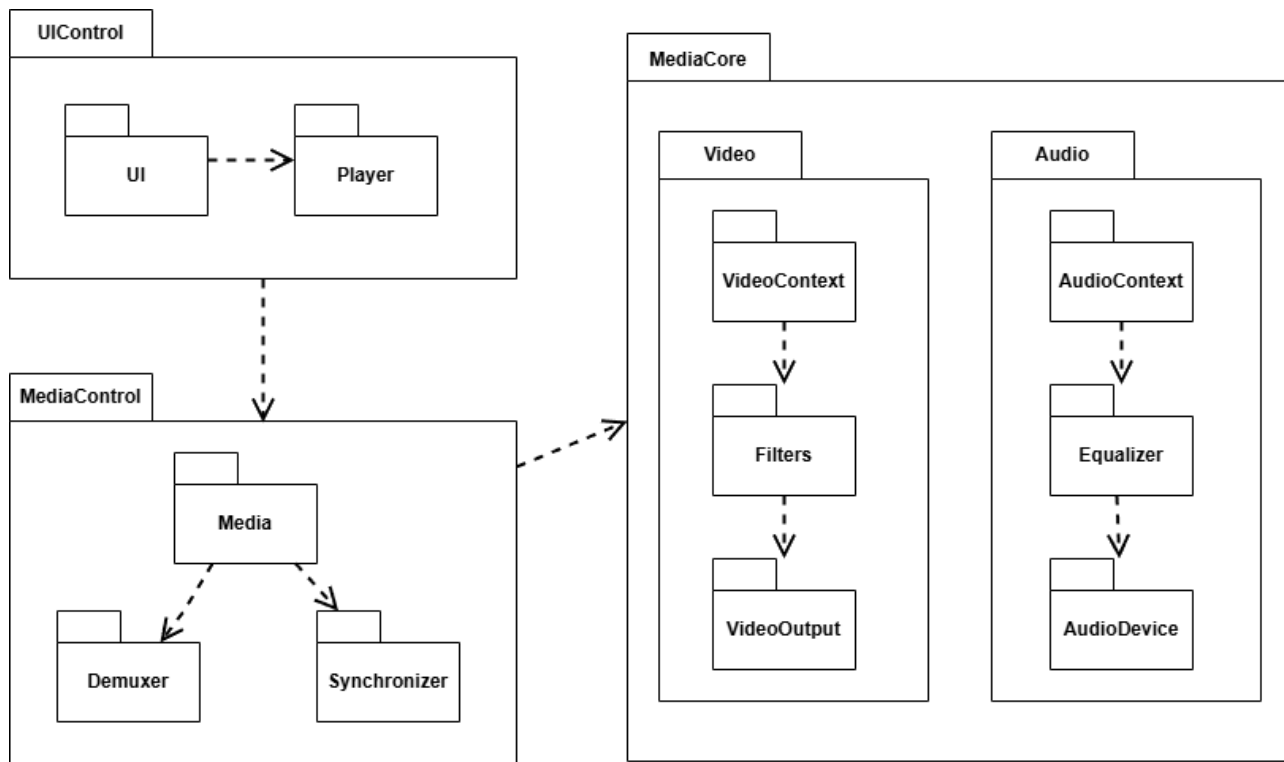 UIControl
UI
Player
MediaControl
Media
Demuxer
Synchronizer
MediaCore
Video
VideoContext
Filters
VideoOutput
Audio
AudioContext
Equalizer
AudioDevice